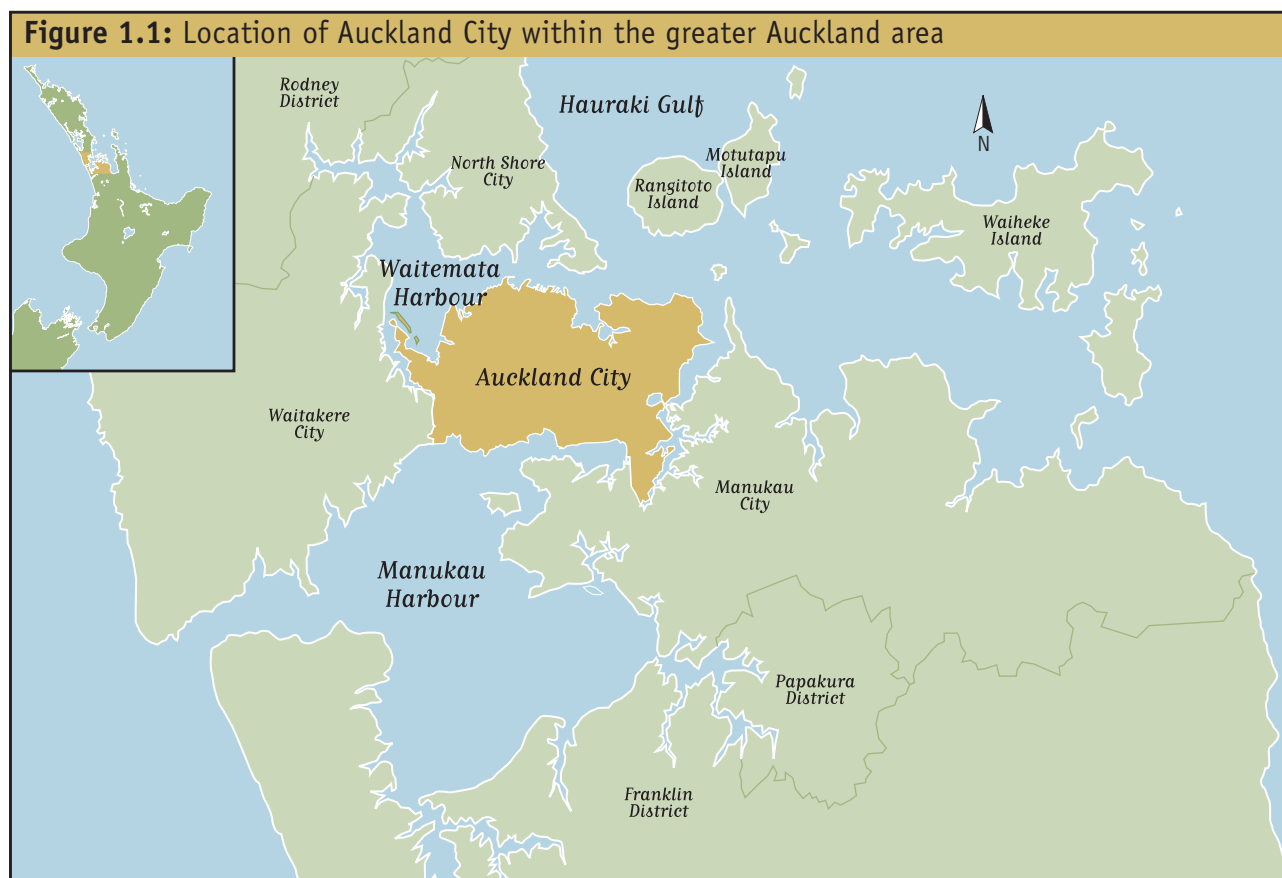 Figure 1.1: Location of Auckland City within the greater Auckland area
Rodney
District
Hauraki Gulf
N
North Shore
City
Motutapu
Island
Rangitoto
Island
Waiheke
Island
Waitemata
Harbour
Auckland City
Waitakere
City
Manukau
City
Manukau
Harbour
Papakura
District
Franklin
District